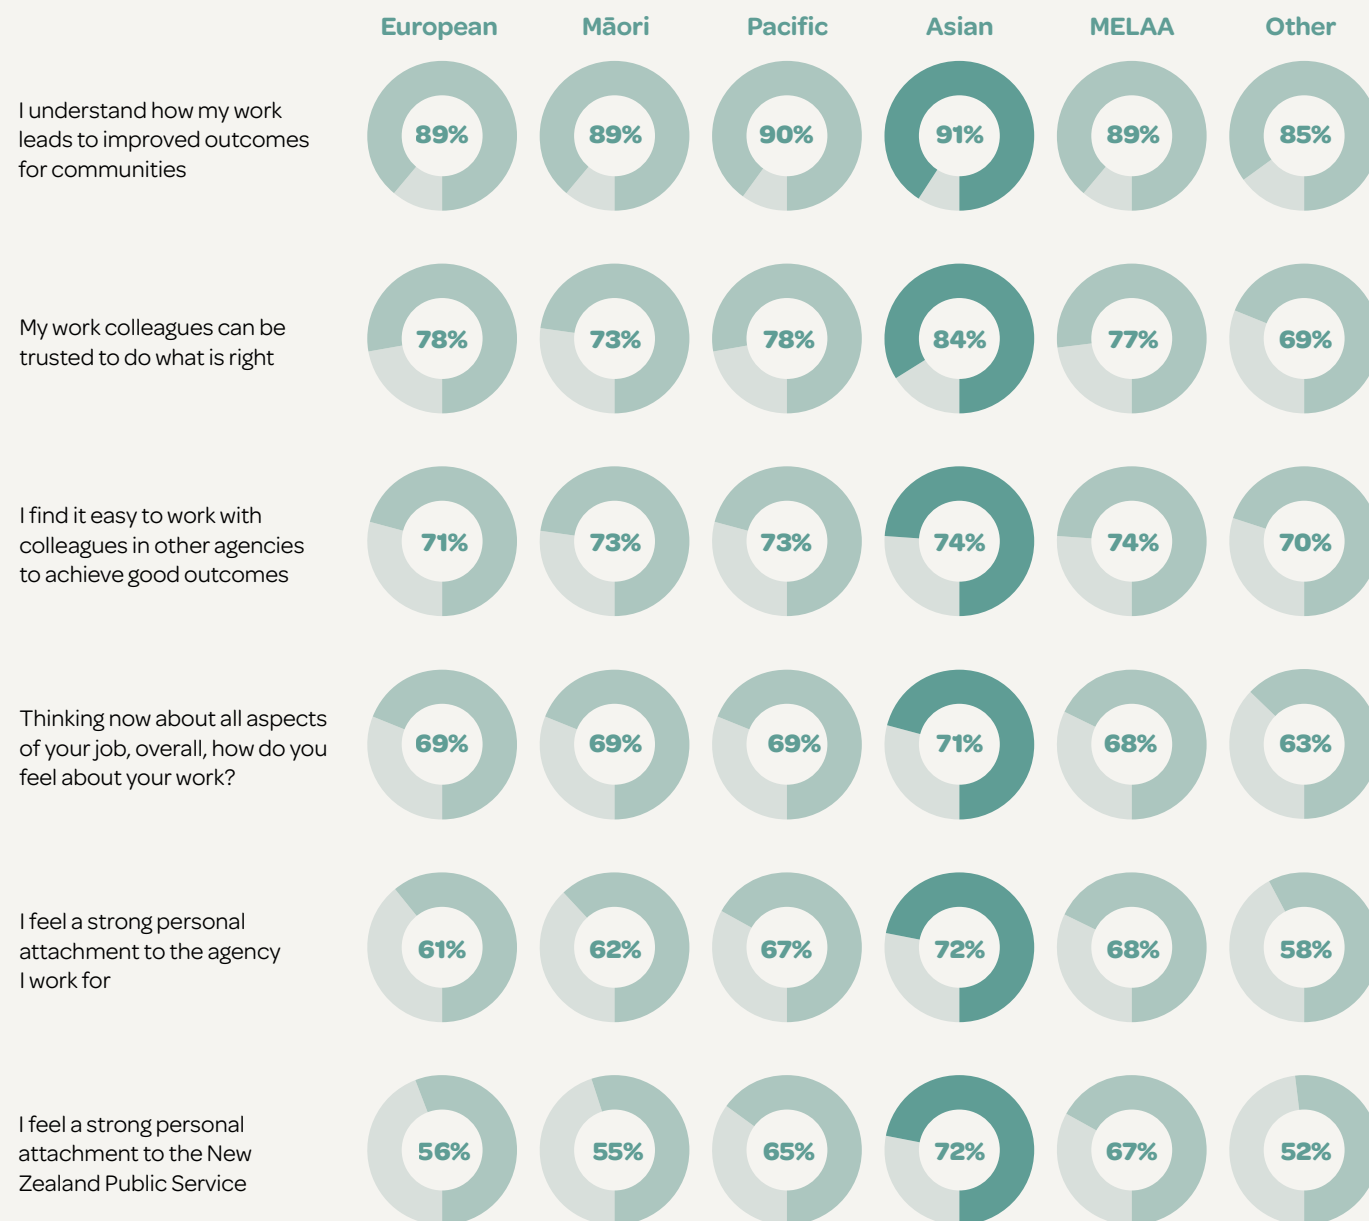 European Māori Pacific Asian MELAA Other
I understand how my work
leads to improved outcomes
for communities
89% 89% 90% 91% 89% 85%
My work colleagues can be
trusted to do what is right
78% 73% 78% 84% 77% 69%
I find it easy to work with
colleagues in other agencies
to achieve good outcomes
71% 73% 73% 74% 74% 70%
Thinking now about all aspects
of your job, overall, how do you
feel about your work?
69% 69% 69% 71% 68% 63%
I feel a strong personal
attachment to the agency
I work for
61% 62% 67% 72% 68% 58%
I feel a strong personal
attachment to the New
Zealand Public Service
56% 55% 65% 72% 67% 52%